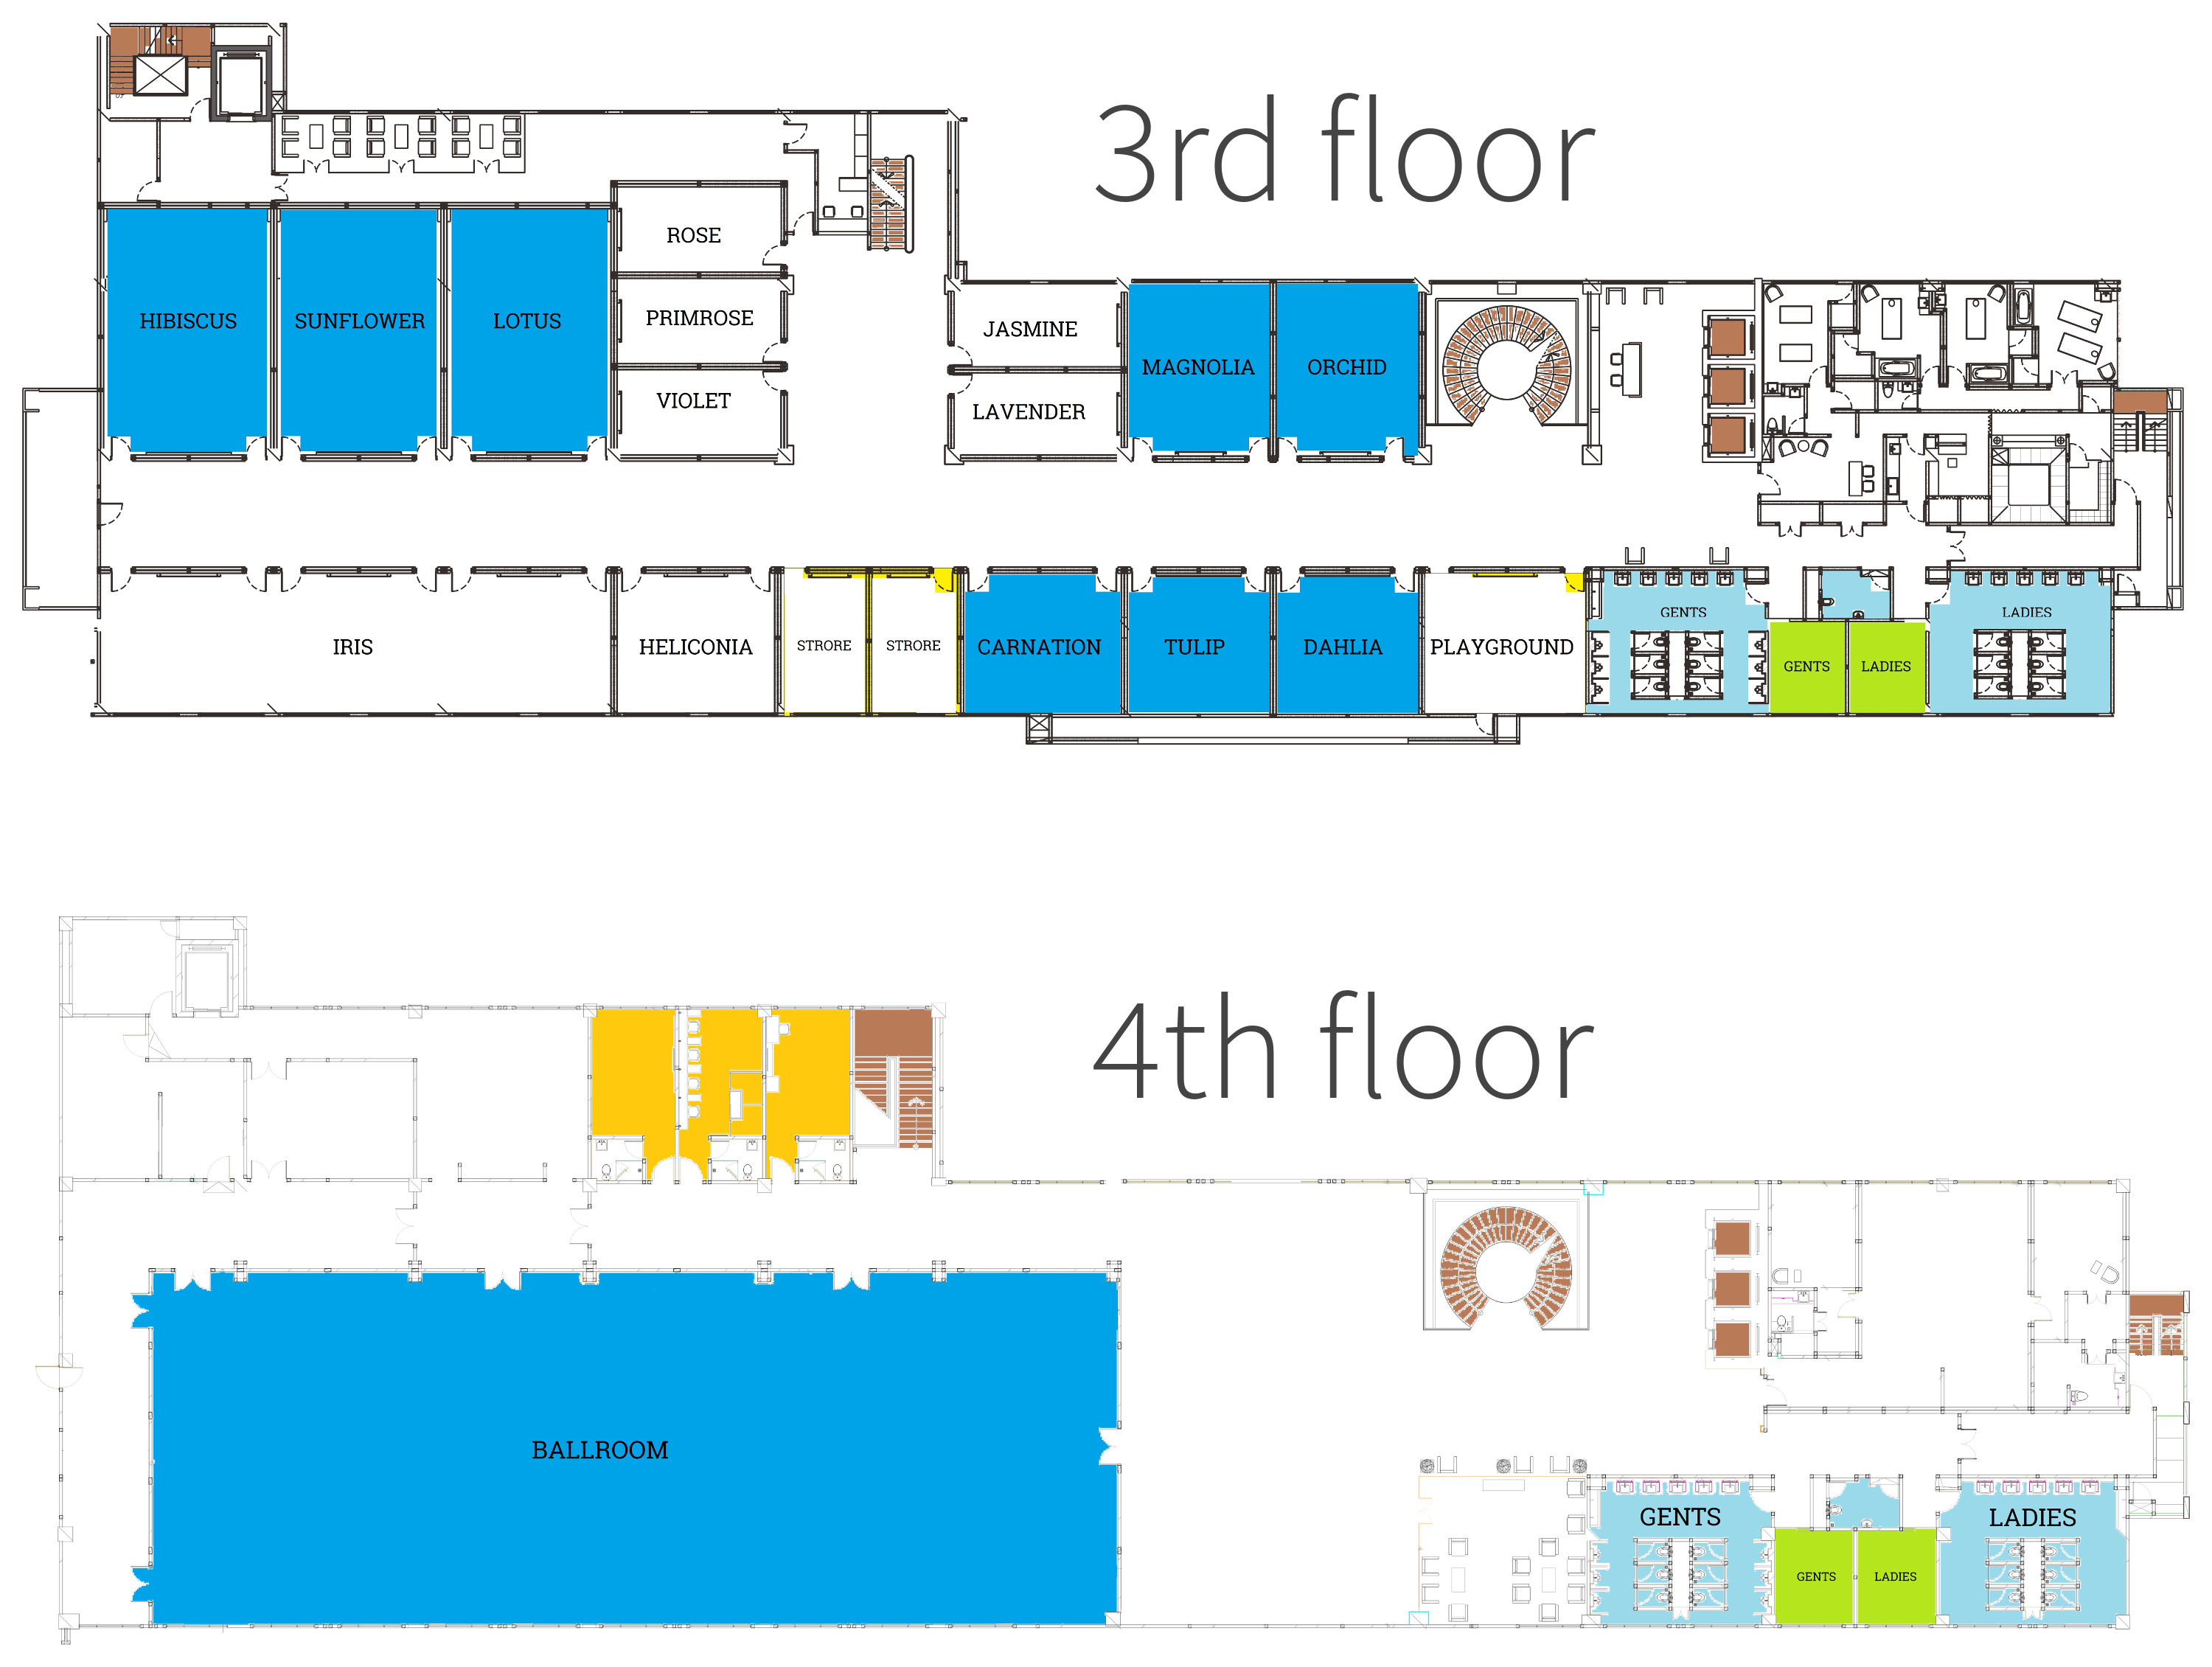 3rd floor
ROSE
HIBISCUS
SUNFLOWER
LOTUS
PRIMROSE
JASMINE
MAGNOLIA
ORCHID
VIOLET
LAVENDER
GENTS
LADIES
IRIS
HELICONIA
STRORE
STRORE
CARNATION
TULIP
DAHLIA
PLAYGROUND
GENTS
LADIES
4th floor
BALLROOM
GENTS
LADIES
GENTS
LADIES